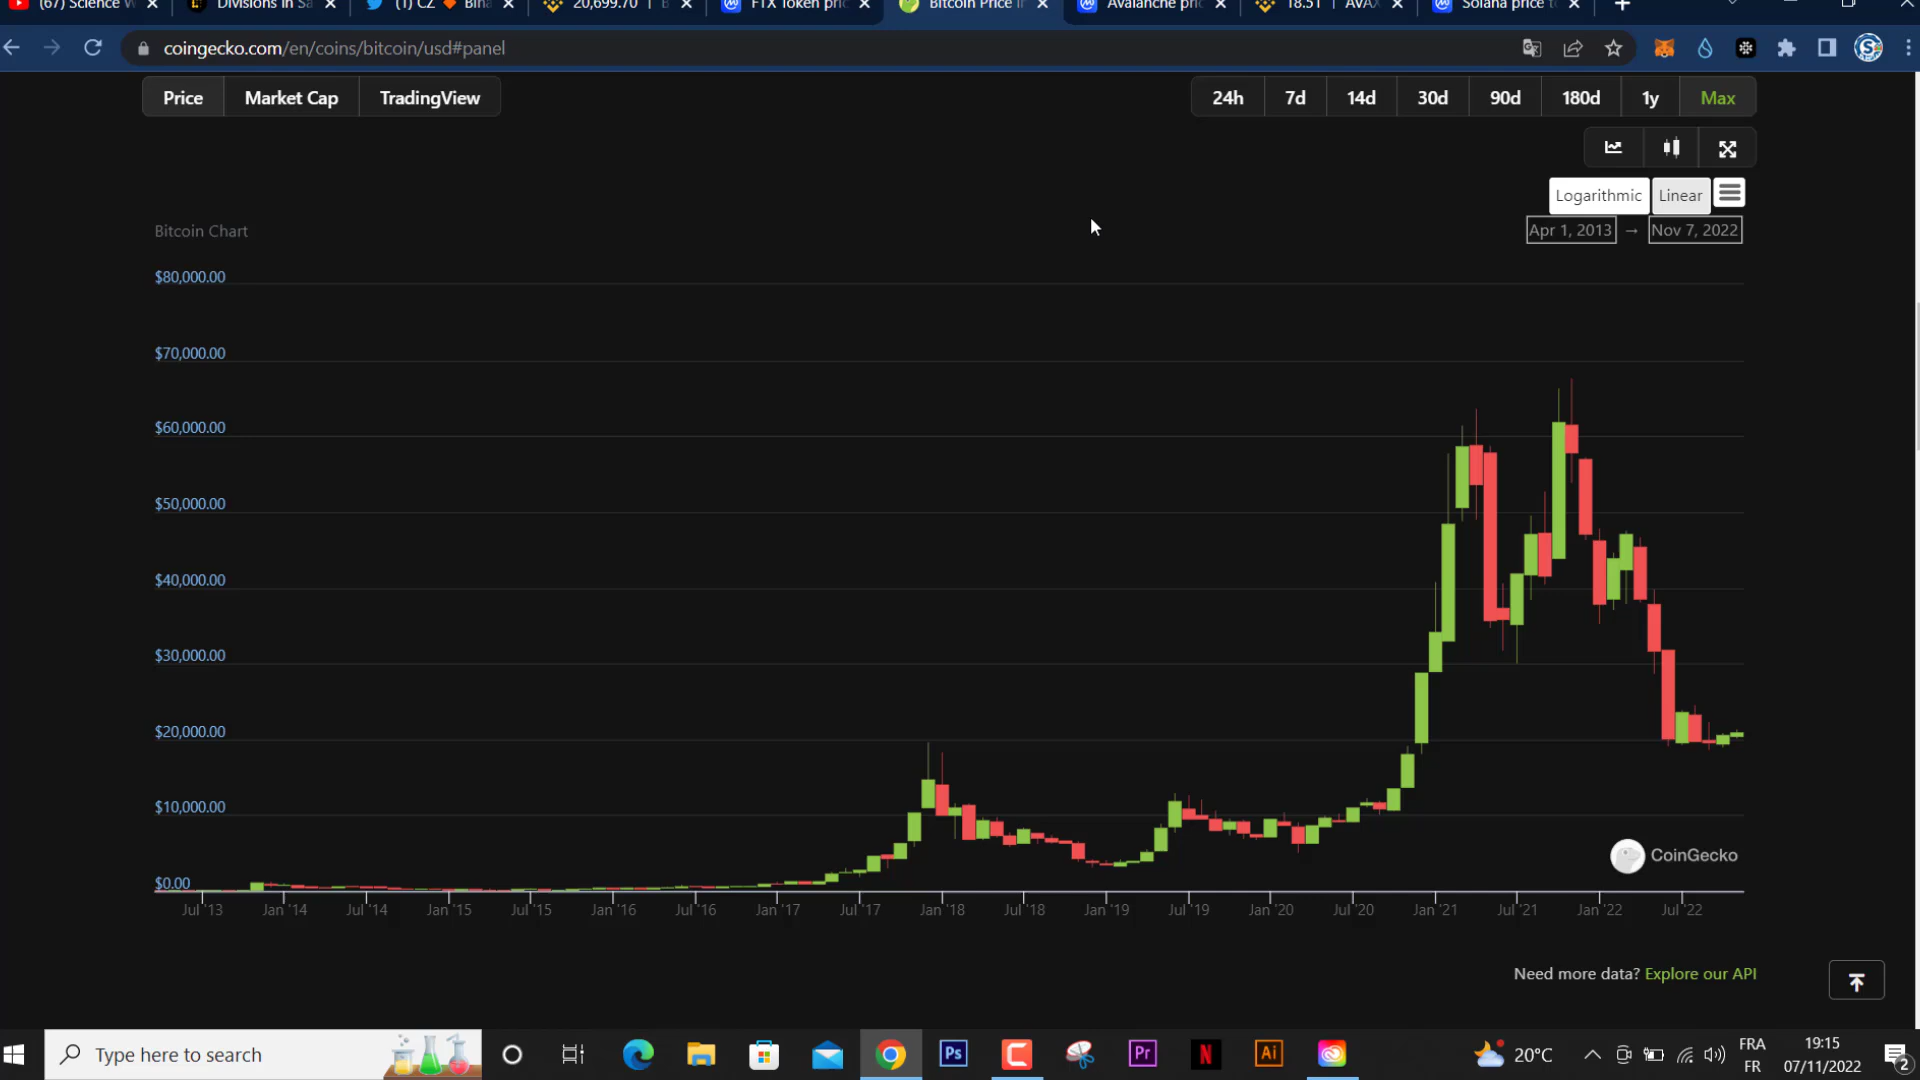 (67) Science W
Divisions in Sa
(1) CZ 🔶 Bina
20,699.70 | B
FTX Token pric
Bitcoin Price in
Avalanche pric
18.51 | AVAX
Solana price to
coingecko.com/en/coins/bitcoin/usd#panel
Price Market Cap TradingView
24h 7d 14d 30d 90d 180d 1y Max
Logarithmic Linear
Bitcoin Chart
Apr 1, 2013 → Nov 7, 2022
$80,000.00
$70,000.00
$60,000.00
$50,000.00
$40,000.00
$30,000.00
$20,000.00
$10,000.00
$0.00
CoinGecko
Jul '13 Jan '14 Jul '14 Jan '15 Jul '15 Jan '16 Jul '16 Jan '17 Jul '17 Jan '18 Jul '18 Jan '19 Jul '19 Jan '20 Jul '20 Jan '21 Jul '21 Jan '22 Jul '22
Need more data? Explore our API
Type here to search
Ps
Pr
N
Ai
20°C
FRA
FR
19:15
07/11/2022
2